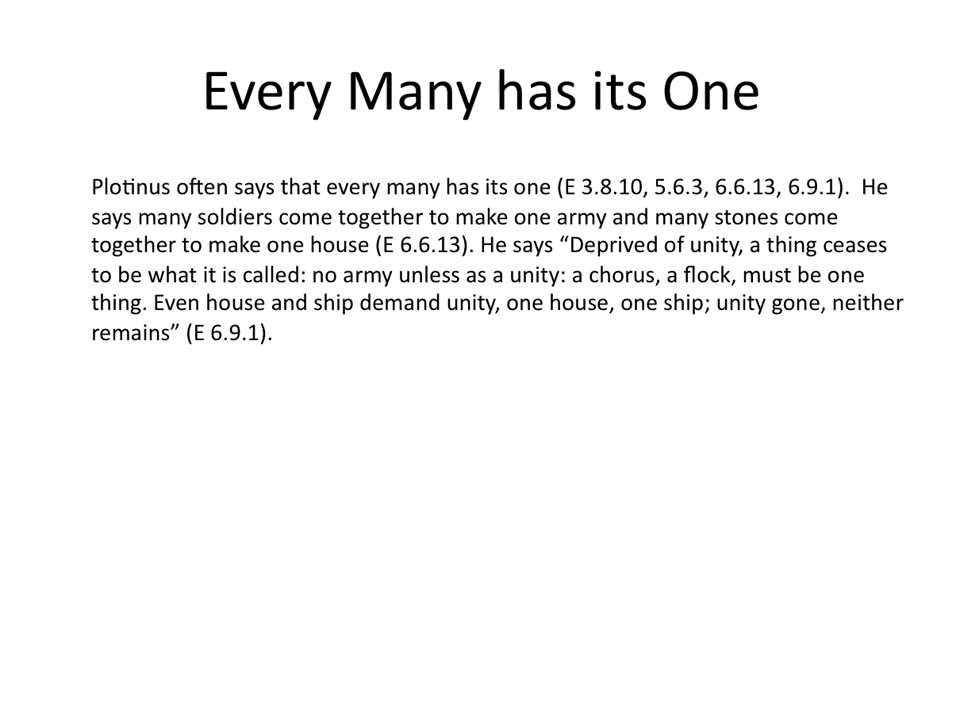 Every Many has its One
Plotinus often says that every many has its one (E 3.8.10, 5.6.3, 6.6.13, 6.9.1).  He
says many soldiers come together to make one army and many stones come
together to make one house (E 6.6.13). He says “Deprived of unity, a thing ceases
to be what it is called: no army unless as a unity: a chorus, a flock, must be one
thing. Even house and ship demand unity, one house, one ship; unity gone, neither
remains” (E 6.9.1).